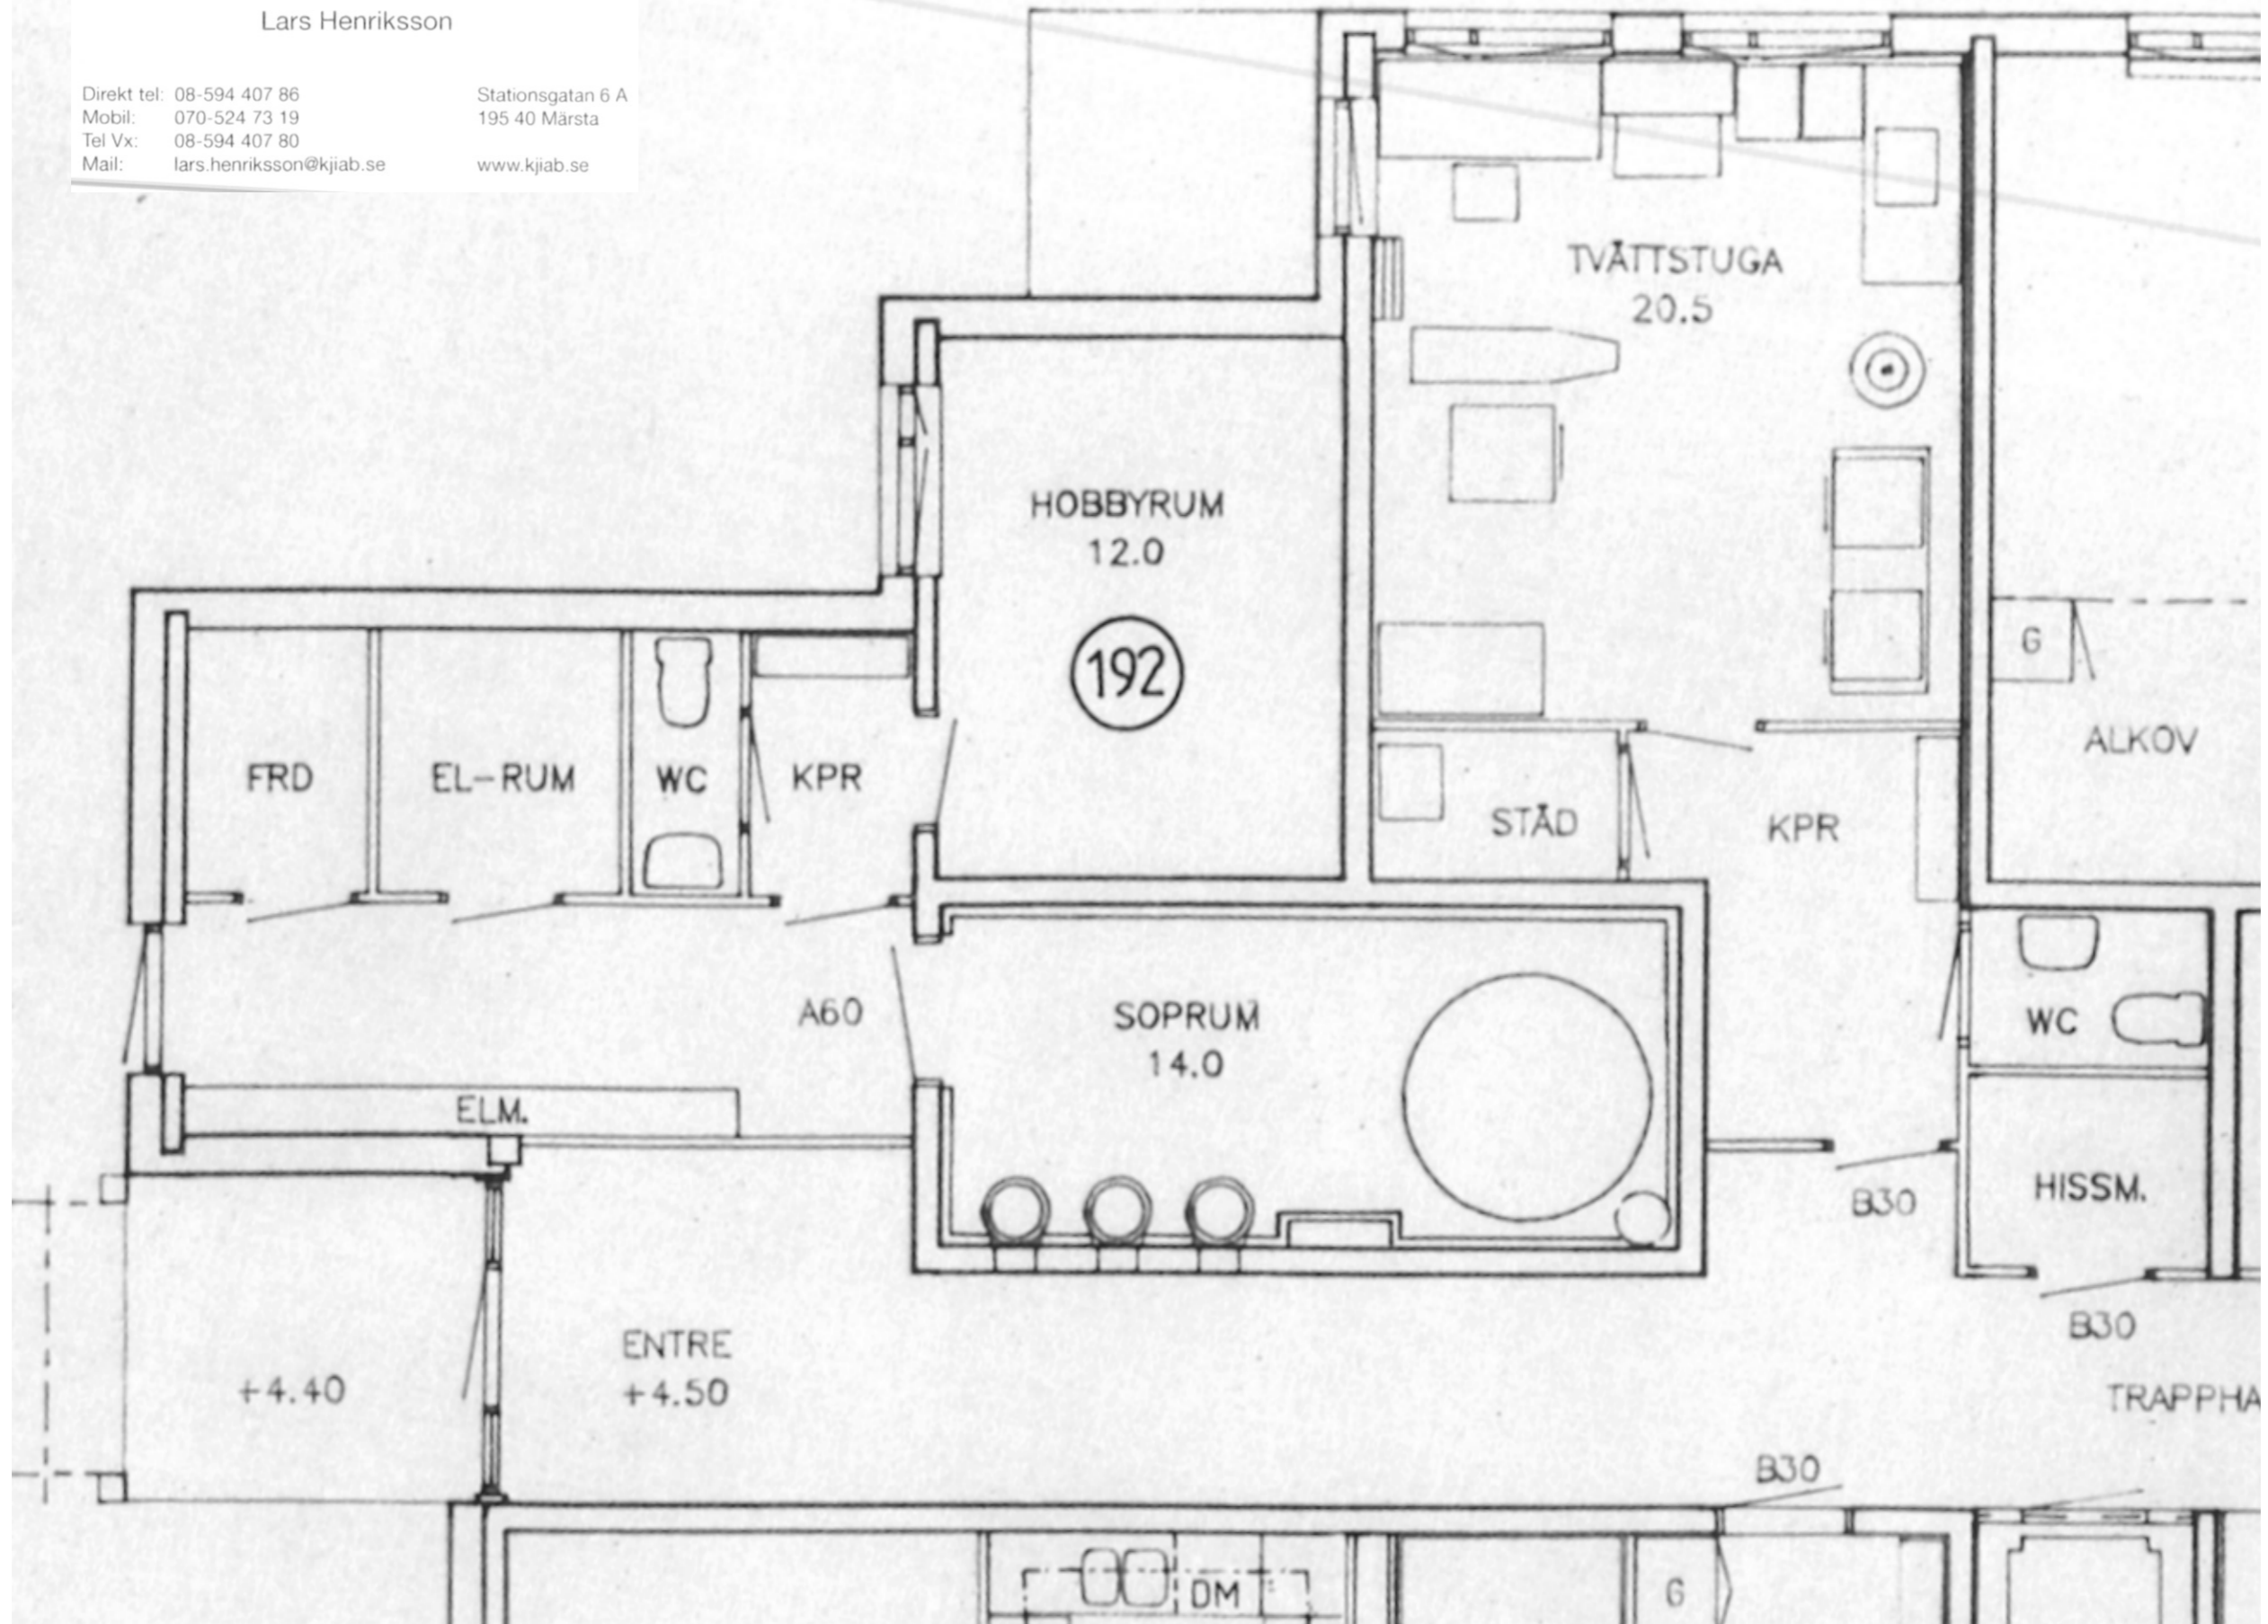 Lars Henriksson
Direkt tel: 08-594 407 86
Mobil: 070-524 73 19
Tel Vx: 08-594 407 80
Mail: lars.henriksson@kjiab.se
Stationsgatan 6 A
195 40 Märsta
www.kjiab.se
TVÄTTSTUGA
20.5
HOBBYRUM
12.0
192
G
ALKOV
FRD
EL-RUM
WC
KPR
STÄD
KPR
A60
SOPRUM
14.0
WC
ELM.
HISSM.
B30
B30
ENTRE
+4.50
+4.40
TRAPPHA
B30
DM
G